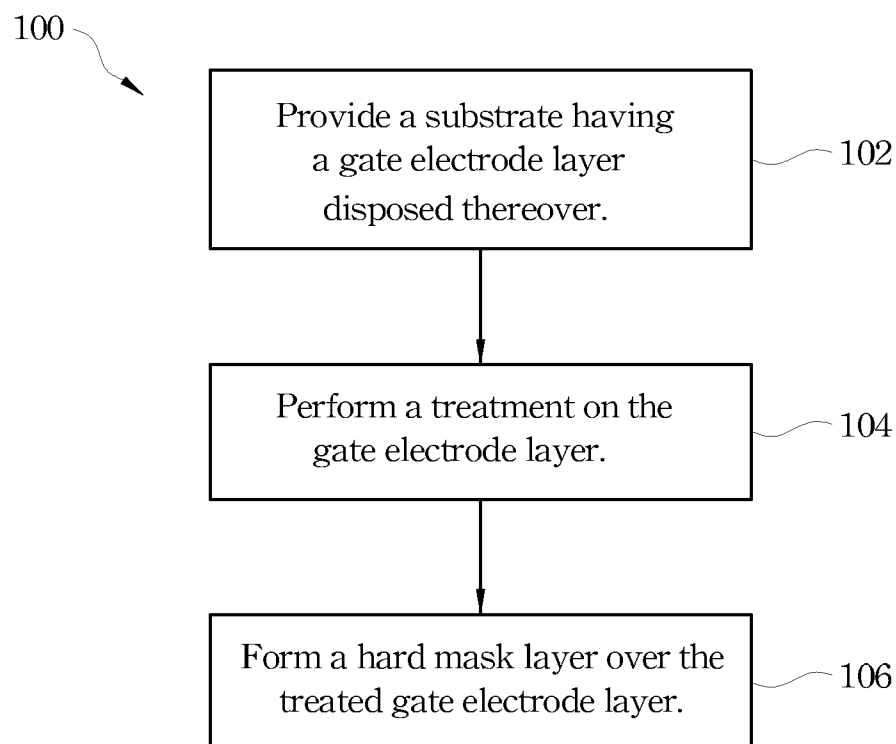 100
Provide a substrate having
a gate electrode layer
disposed thereover.
102
Perform a treatment on the
gate electrode layer.
104
Form a hard mask layer over the
treated gate electrode layer.
106